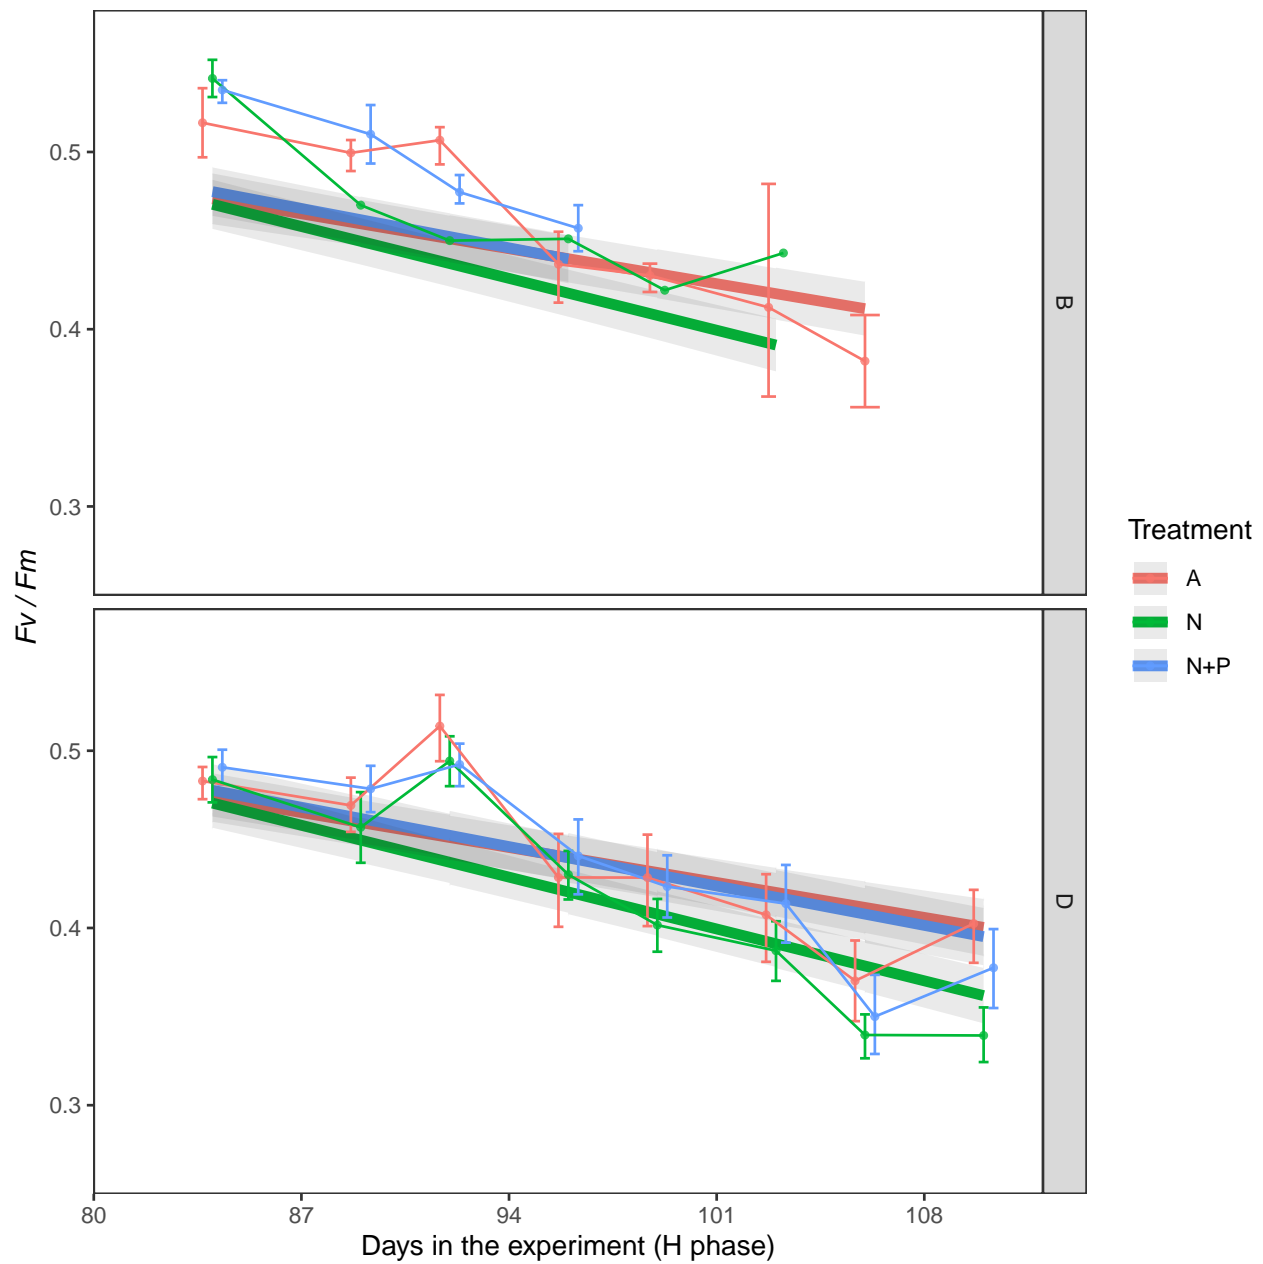 0.5
0.4
0.3
B
Fv / Fm
0.5
0.4
0.3
D
80 87 94 101 108
Days in the experiment (H phase)
Treatment
A
N
N+P